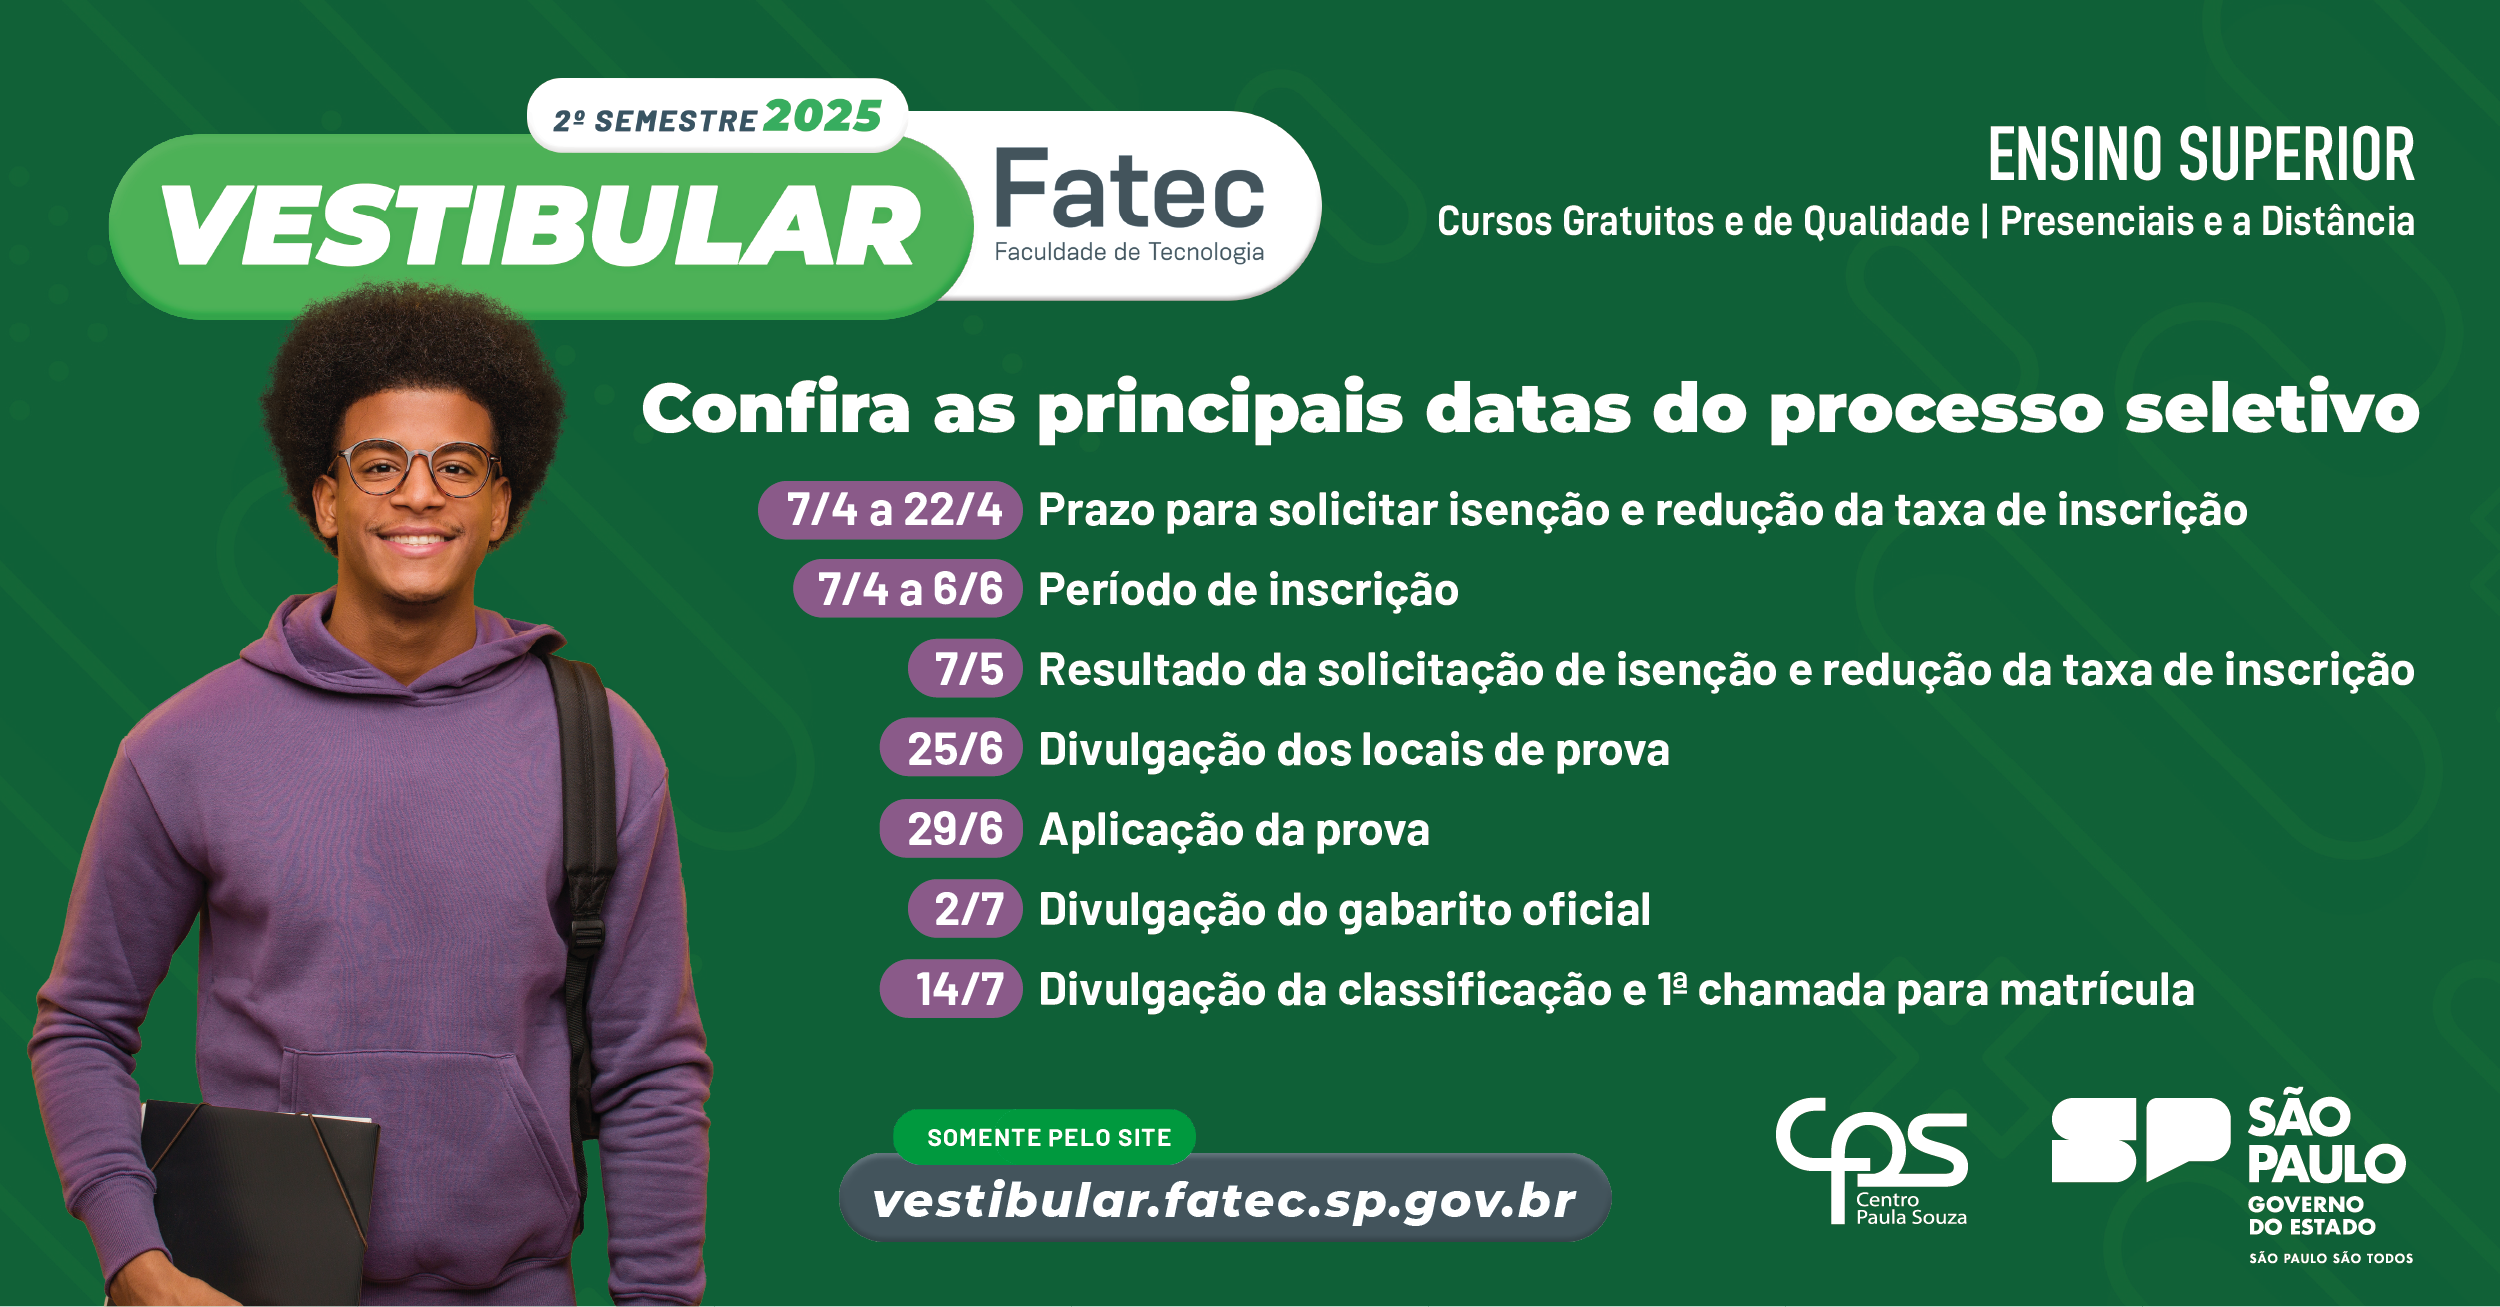 2º SEMESTRE 2025
VESTIBULAR
Fatec
Faculdade de Tecnologia
ENSINO SUPERIOR
Cursos Gratuitos e de Qualidade | Presenciais e a Distância
Confira as principais datas do processo seletivo
7/4 a 22/4 Prazo para solicitar isenção e redução da taxa de inscrição
7/4 a 6/6 Período de inscrição
7/5 Resultado da solicitação de isenção e redução da taxa de inscrição
25/6 Divulgação dos locais de prova
29/6 Aplicação da prova
2/7 Divulgação do gabarito oficial
14/7 Divulgação da classificação e 1ª chamada para matrícula
SOMENTE PELO SITE
vestibular.fatec.sp.gov.br
cps
Centro
Paula Souza
SP
SÃO
PAULO
GOVERNO
DO ESTADO
SÃO PAULO SÃO TODOS